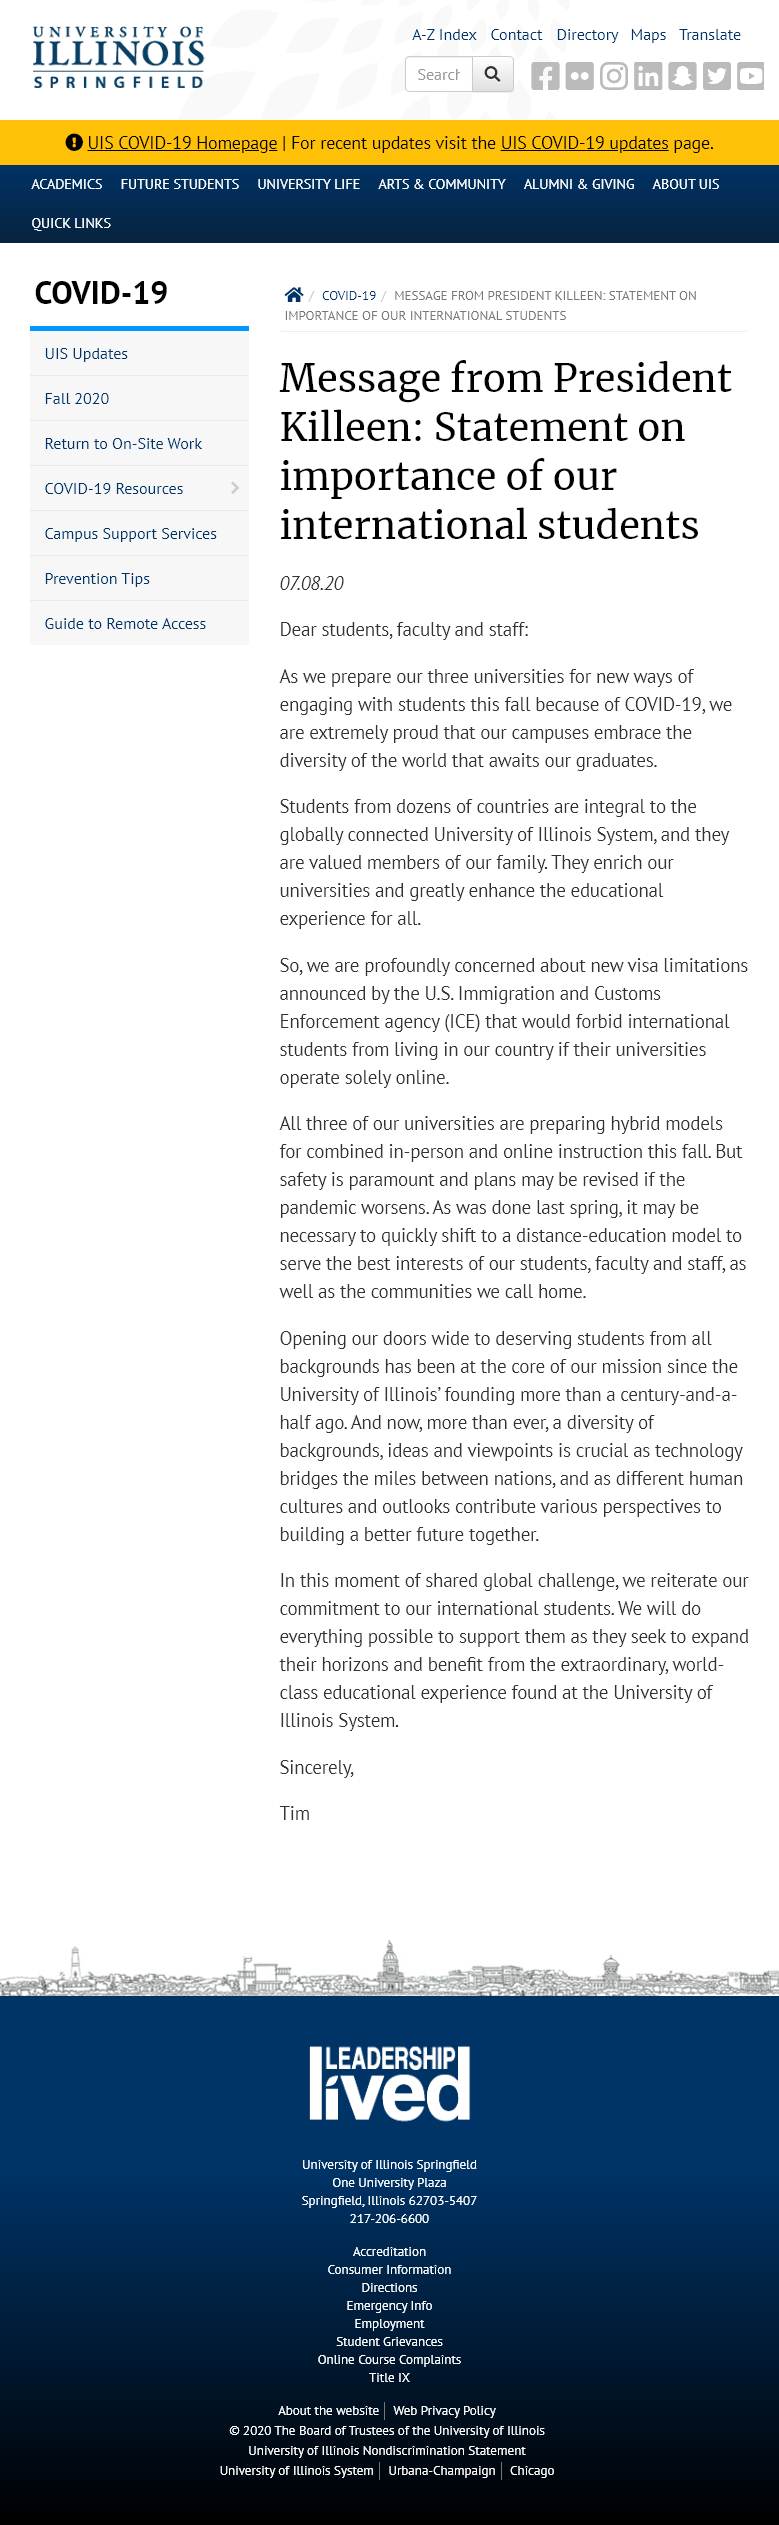 UNIVERSITY OF
ILLINOIS
SPRINGFIELD
A-Z Index Contact Directory Maps Translate
Search
UIS COVID-19 Homepage | For recent updates visit the UIS COVID-19 updates page.
ACADEMICS FUTURE STUDENTS UNIVERSITY LIFE ARTS & COMMUNITY ALUMNI & GIVING ABOUT UIS
QUICK LINKS
COVID-19
UIS Updates
Fall 2020
Return to On-Site Work
COVID-19 Resources
Campus Support Services
Prevention Tips
Guide to Remote Access
/ COVID-19 / MESSAGE FROM PRESIDENT KILLEEN: STATEMENT ON
IMPORTANCE OF OUR INTERNATIONAL STUDENTS
Message from President
Killeen: Statement on
importance of our
international students
07.08.20
Dear students, faculty and staff:
As we prepare our three universities for new ways of
engaging with students this fall because of COVID-19, we
are extremely proud that our campuses embrace the
diversity of the world that awaits our graduates.
Students from dozens of countries are integral to the
globally connected University of Illinois System, and they
are valued members of our family. They enrich our
universities and greatly enhance the educational
experience for all.
So, we are profoundly concerned about new visa limitations
announced by the U.S. Immigration and Customs
Enforcement agency (ICE) that would forbid international
students from living in our country if their universities
operate solely online.
All three of our universities are preparing hybrid models
for combined in-person and online instruction this fall. But
safety is paramount and plans may be revised if the
pandemic worsens. As was done last spring, it may be
necessary to quickly shift to a distance-education model to
serve the best interests of our students, faculty and staff, as
well as the communities we call home.
Opening our doors wide to deserving students from all
backgrounds has been at the core of our mission since the
University of Illinois’ founding more than a century-and-a-
half ago. And now, more than ever, a diversity of
backgrounds, ideas and viewpoints is crucial as technology
bridges the miles between nations, and as different human
cultures and outlooks contribute various perspectives to
building a better future together.
In this moment of shared global challenge, we reiterate our
commitment to our international students. We will do
everything possible to support them as they seek to expand
their horizons and benefit from the extraordinary, world-
class educational experience found at the University of
Illinois System.
Sincerely,
Tim
LEADERSHIP
lived
University of Illinois Springfield
One University Plaza
Springfield, Illinois 62703-5407
217-206-6600
Accreditation
Consumer Information
Directions
Emergency Info
Employment
Student Grievances
Online Course Complaints
Title IX
About the website | Web Privacy Policy
© 2020 The Board of Trustees of the University of Illinois
University of Illinois Nondiscrimination Statement
University of Illinois System | Urbana-Champaign | Chicago